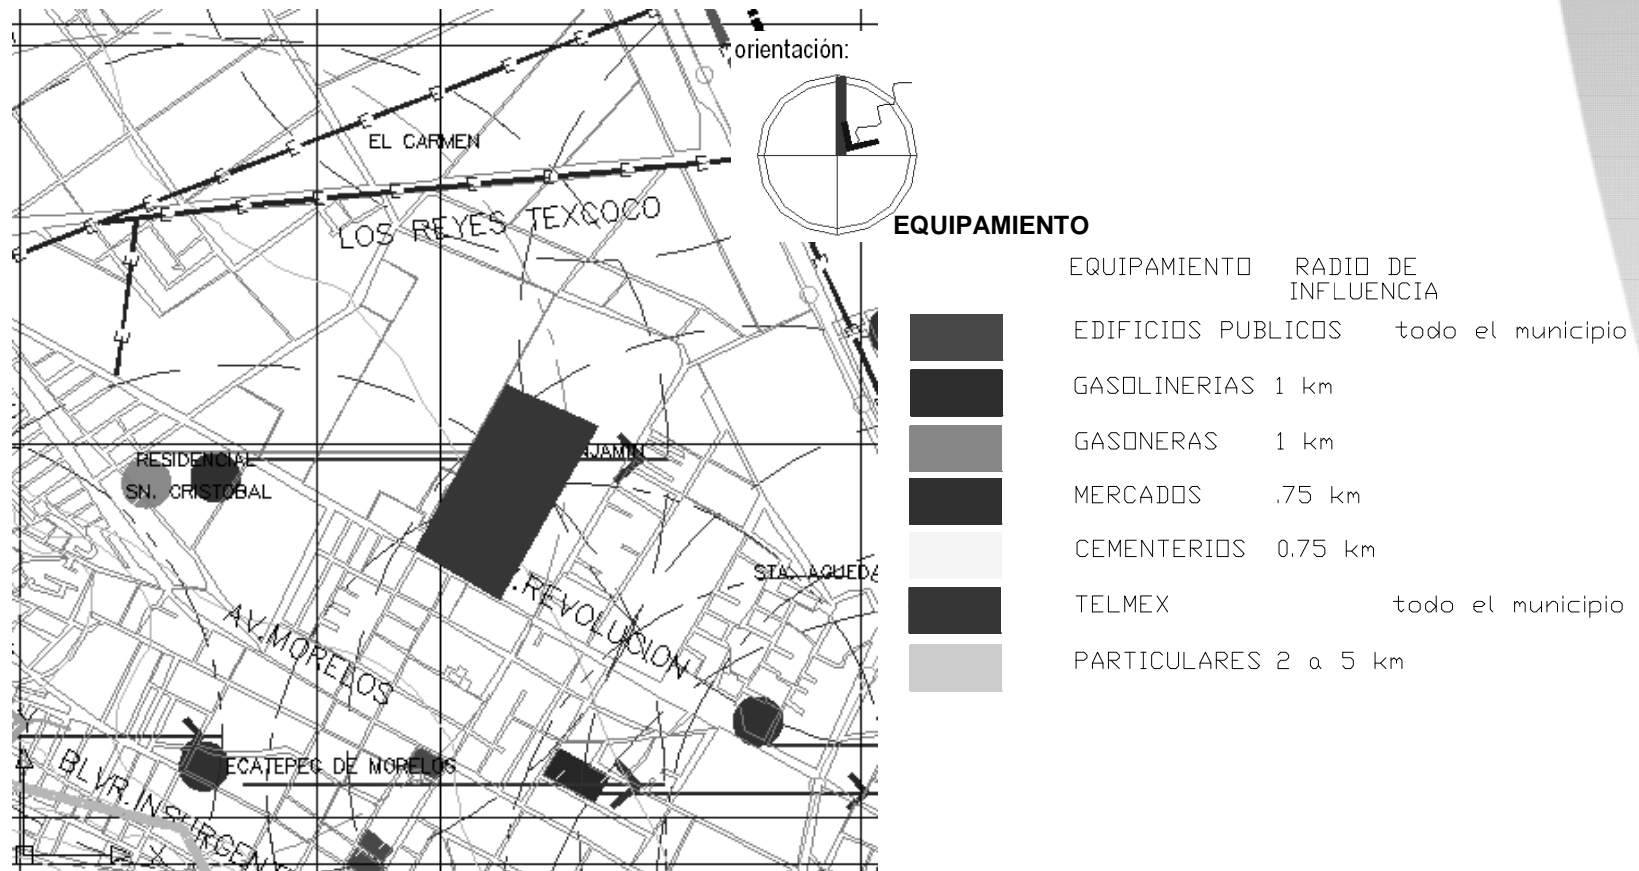 orientación:
EL CARMEN
LOS REYES TEXCOCO
EQUIPAMIENTO
EQUIPAMIENTO RADIO DE
INFLUENCIA
EDIFICIOS PUBLICOS todo el municipio
GASOLINERIAS 1 km
GASONERAS 1 km
MERCADOS .75 km
CEMENTERIOS 0.75 km
TELMEX todo el municipio
PARTICULARES 2 a 5 km
NJAMIN
RESIDENCIAL
SN. CRISTOBAL
STA. AGUEDA
.REVOLUCION
AV.MORELOS
ECATEPEC DE MORELOS
BLVR.INSURGENT